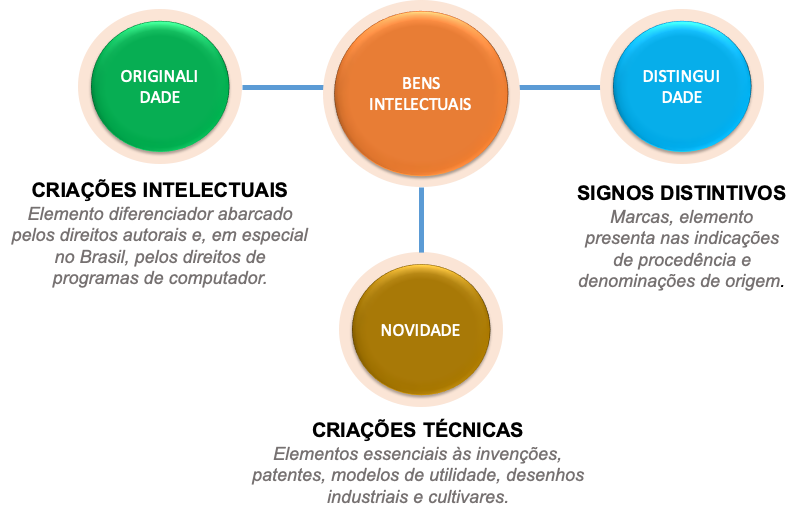 ORIGINALI
DADE
BENS
INTELECTUAIS
DISTINGUI
DADE
CRIAÇÕES INTELECTUAIS
Elemento diferenciador abarcado
pelos direitos autorais e, em especial
no Brasil, pelos direitos de
programas de computador.
SIGNOS DISTINTIVOS
Marcas, elemento
presenta nas indicações
de procedência e
denominações de origem.
NOVIDADE
CRIAÇÕES TÉCNICAS
Elementos essenciais às invenções,
patentes, modelos de utilidade, desenhos
industriais e cultivares.